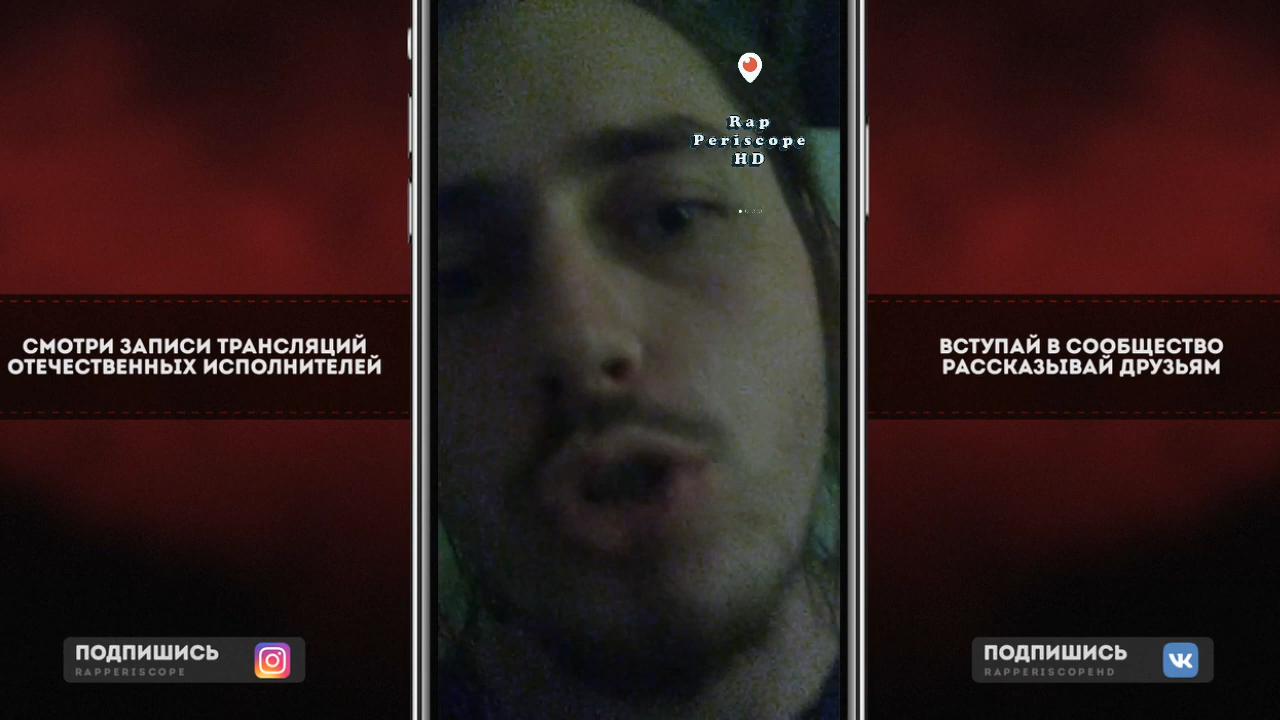 Rap
Periscope
HD
СМОТРИ ЗАПИСИ ТРАНСЛЯЦИЙ
ОТЕЧЕСТВЕННЫХ ИСПОЛНИТЕЛЕЙ
ВСТУПАЙ В СООБЩЕСТВО
РАССКАЗЫВАЙ ДРУЗЬЯМ
ПОДПИШИСЬ
RAPPERISCOPE
ПОДПИШИСЬ
RAPPERISCOPEHD